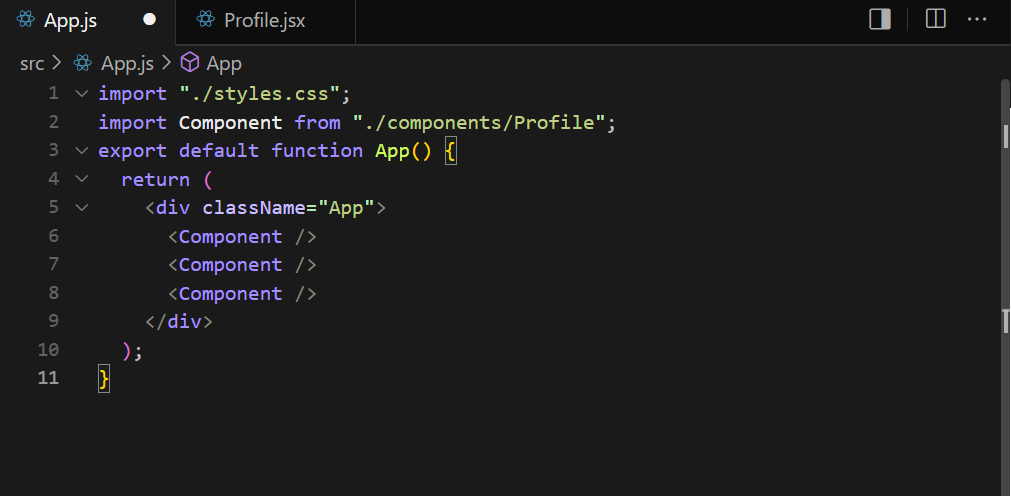 App.js Profile.jsx ...
src > App.js > App
1 import "./styles.css";
2 import Component from "./components/Profile";
3 export default function App() {
4   return (
5     <div className="App">
6       <Component />
7       <Component />
8       <Component />
9     </div>
10   );
11 }